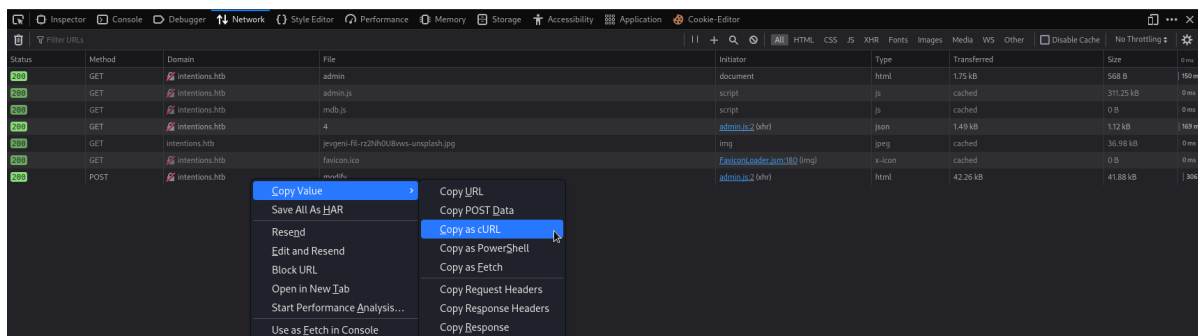 Inspector Console Debugger Network Style Editor Performance Memory Storage Accessibility Application Cookie-Editor
Filter URLs All HTML CSS JS XHR Fonts Images Media WS Other Disable Cache No Throttling
Status Method Domain File Initiator Type Transferred Size 0 ms
200 GET intentions.htb admin document html 1.75 kB 568 B 150 m
200 GET intentions.htb admin.js script js cached 311.25 kB 0 ms
200 GET intentions.htb mdb.js script js cached 0 B 0 ms
200 GET intentions.htb 4 admin.js:2 (xhr) json 1.49 kB 1.12 kB 169 m
200 GET intentions.htb jevgeni-fil-rz2Nh0U8vws-unsplash.jpg img jpeg cached 36.98 kB 0 ms
200 GET intentions.htb favicon.ico FaviconLoader.jsm:180 (img) x-icon cached 0 B 0 ms
200 POST intentions.htb modify admin.js:2 (xhr) html 42.26 kB 41.88 kB 306
Copy Value
Save All As HAR
Resend
Edit and Resend
Block URL
Open in New Tab
Start Performance Analysis...
Use as Fetch in Console
Copy URL
Copy POST Data
Copy as cURL
Copy as PowerShell
Copy as Fetch
Copy Request Headers
Copy Response Headers
Copy Response